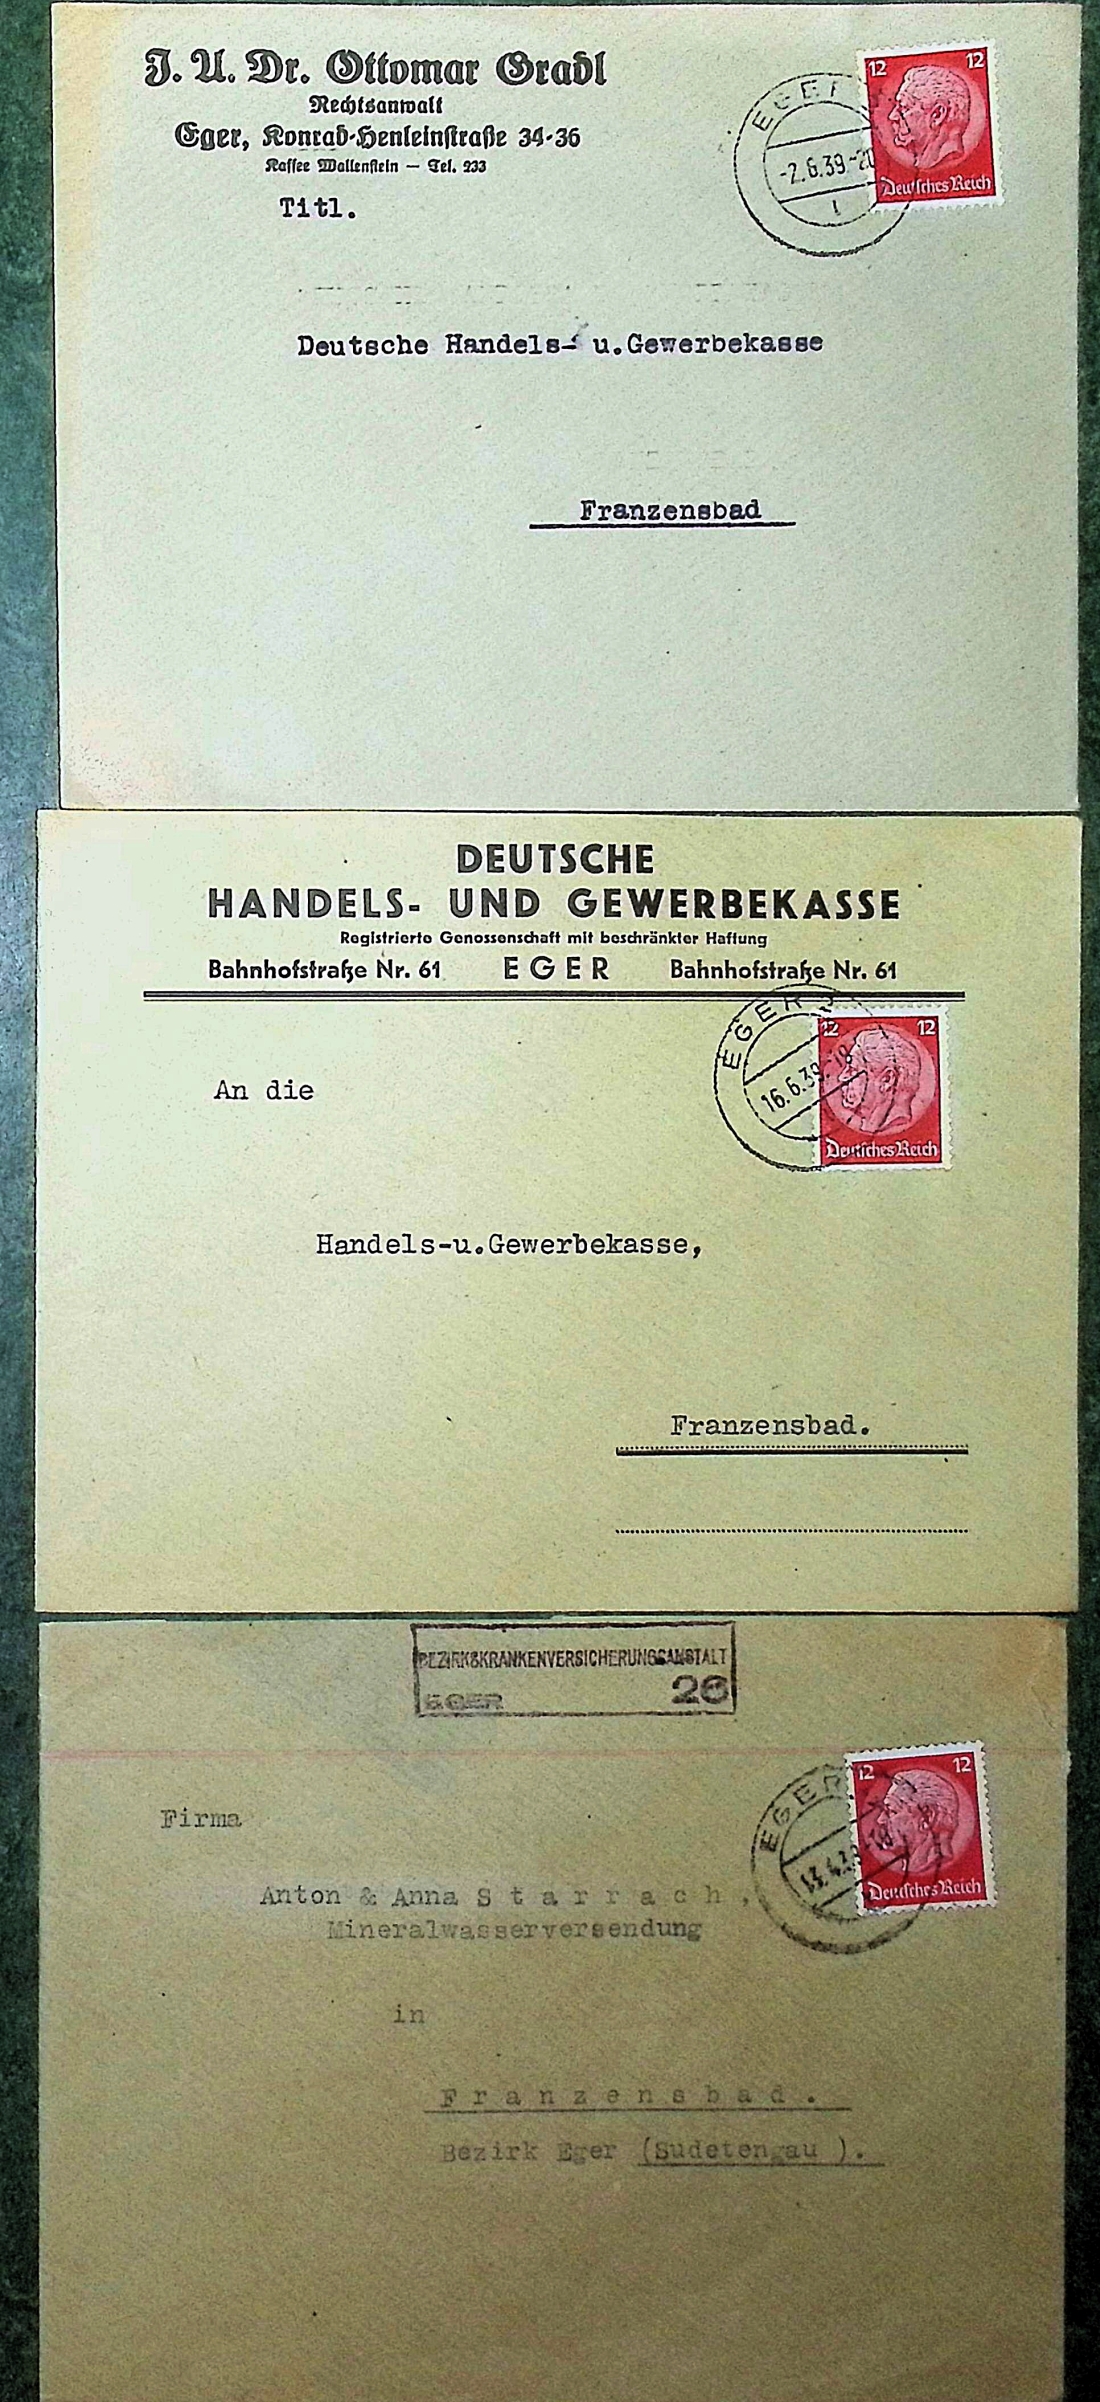 J. U. Dr. Ottomar Gradl
Rechtsanwalt
Eger, Konrad-Henleinstraße 34-36
Kaffee Wallenstein — Tel. 233
Titl.
EGER
-2.6.39-20
12 12
Deutsches Reich
Deutsche Handels- u.Gewerbekasse
Franzensbad
DEUTSCHE
HANDELS- UND GEWERBEKASSE
Registrierte Genossenschaft mit beschränkter Haftung
Bahnhofstraße Nr. 61 EGER Bahnhofstraße Nr. 61
EGER
16.6.39.-18
12 12
Deutsches Reich
An die
Handels-u.Gewerbekasse,
Franzensbad.
BEZIRKSKRANKENVERSICHERUNGSANSTALT
EGER 26
EGER
12 12
Deutsches Reich
Firma
Anton & Anna Starrach,
Mineralwasserversendung
in
Franzensbad.
Bezirk Eger (Sudetengau ).